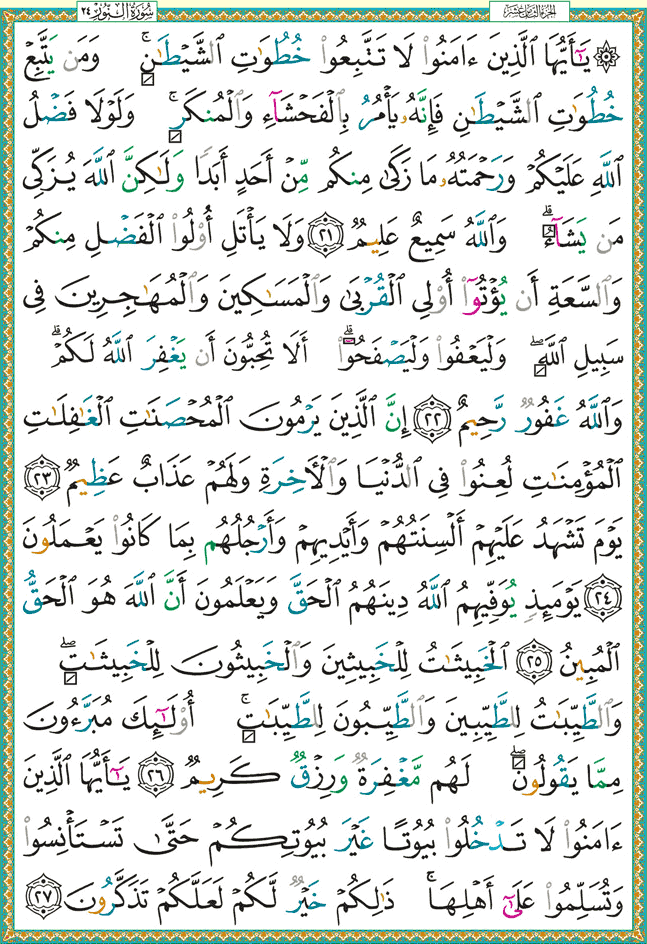 سُورَةُ النُّورِ ٢٤
الجزء الثامن عشر
۞ يَـٰٓأَيُّهَا ٱلَّذِينَ ءَامَنُوا۟ لَا تَتَّبِعُوا۟ خُطُوَٰتِ ٱلشَّيْطَـٰنِ ۚ وَمَن يَتَّبِعْ
خُطُوَٰتِ ٱلشَّيْطَـٰنِ فَإِنَّهُۥ يَأْمُرُ بِٱلْفَحْشَآءِ وَٱلْمُنكَرِ ۚ وَلَوْلَا فَضْلُ
ٱللَّهِ عَلَيْكُمْ وَرَحْمَتُهُۥ مَا زَكَىٰ مِنكُم مِّنْ أَحَدٍ أَبَدًا وَلَـٰكِنَّ ٱللَّهَ يُزَكِّى
مَن يَشَآءُ ۗ وَٱللَّهُ سَمِيعٌ عَلِيمٌ ٢١ وَلَا يَأْتَلِ أُو۟لُوا۟ ٱلْفَضْلِ مِنكُمْ
وَٱلسَّعَةِ أَن يُؤْتُوٓا۟ أُو۟لِى ٱلْقُرْبَىٰ وَٱلْمَسَـٰكِينَ وَٱلْمُهَـٰجِرِينَ فِى
سَبِيلِ ٱللَّهِ ۖ وَلْيَعْفُوا۟ وَلْيَصْفَحُوٓا۟ ۗ أَلَا تُحِبُّونَ أَن يَغْفِرَ ٱللَّهُ لَكُمْ ۗ
وَٱللَّهُ غَفُورٌ رَّحِيمٌ ٢٢ إِنَّ ٱلَّذِينَ يَرْمُونَ ٱلْمُحْصَنَـٰتِ ٱلْغَـٰفِلَـٰتِ
ٱلْمُؤْمِنَـٰتِ لُعِنُوا۟ فِى ٱلدُّنْيَا وَٱلْـَٔاخِرَةِ وَلَهُمْ عَذَابٌ عَظِيمٌ ٢٣
يَوْمَ تَشْهَدُ عَلَيْهِمْ أَلْسِنَتُهُمْ وَأَيْدِيهِمْ وَأَرْجُلُهُم بِمَا كَانُوا۟ يَعْمَلُونَ
٢٤ يَوْمَئِذٍ يُوَفِّيهِمُ ٱللَّهُ دِينَهُمُ ٱلْحَقَّ وَيَعْلَمُونَ أَنَّ ٱللَّهَ هُوَ ٱلْحَقُّ
ٱلْمُبِينُ ٢٥ ٱلْخَبِيثَـٰتُ لِلْخَبِيثِينَ وَٱلْخَبِيثُونَ لِلْخَبِيثَـٰتِ ۖ
وَٱلطَّيِّبَـٰتُ لِلطَّيِّبِينَ وَٱلطَّيِّبُونَ لِلطَّيِّبَـٰتِ ۚ أُو۟لَـٰٓئِكَ مُبَرَّءُونَ
مِمَّا يَقُولُونَ ۖ لَهُم مَّغْفِرَةٌ وَرِزْقٌ كَرِيمٌ ٢٦ يَـٰٓأَيُّهَا ٱلَّذِينَ
ءَامَنُوا۟ لَا تَدْخُلُوا۟ بُيُوتًا غَيْرَ بُيُوتِكُمْ حَتَّىٰ تَسْتَأْنِسُوا۟
وَتُسَلِّمُوا۟ عَلَىٰٓ أَهْلِهَا ۚ ذَٰلِكُمْ خَيْرٌ لَّكُمْ لَعَلَّكُمْ تَذَكَّرُونَ ٢٧